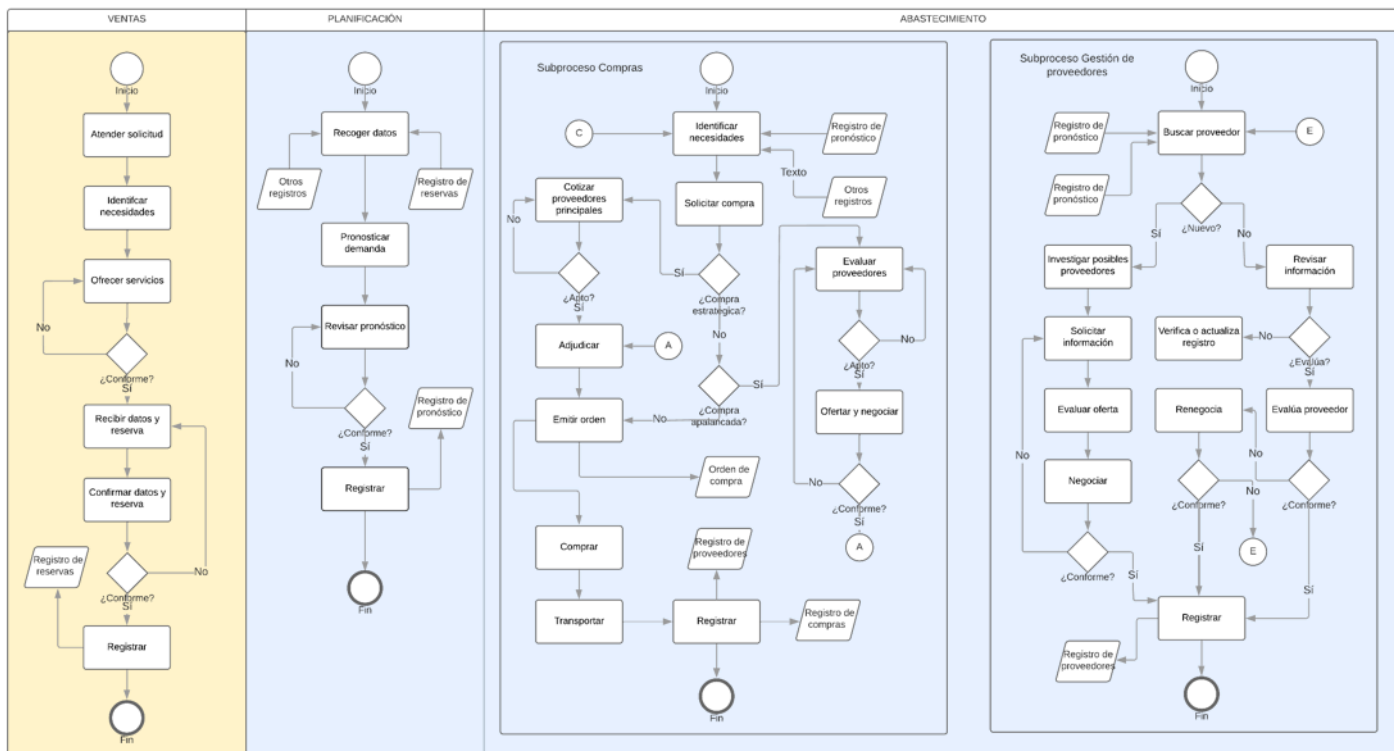 VENTAS
PLANIFICACIÓN
ABASTECIMIENTO
Inicio
Atender solicitud
Identifcar
necesidades
Ofrecer servicios
No
¿Conforme?
Sí
Recibir datos y
reserva
Confirmar datos y
reserva
Registro de
reservas
No
¿Conforme?
Sí
Registrar
Fin
Inicio
Recoger datos
Otros
registros
Registro de
reservas
Pronosticar
demanda
Revisar pronóstico
No
Registro de
pronóstico
¿Conforme?
Sí
Registrar
Fin
Subproceso Compras
Inicio
C
Identificar
necesidades
Registro de
pronóstico
Texto
Otros
registros
Cotizar
proveedores
principales
Solicitar compra
No
Sí
¿Apto?
Sí
¿Compra
estratégica?
No
Evaluar
proveedores
¿Apto?
No
Sí
Adjudicar
A
Sí
¿Compra
apalancada?
No
Emitir orden
Ofertar y negociar
Orden de
compra
No
¿Conforme?
Sí
A
Comprar
Registro de
proveedores
Transportar
Registrar
Registro de
compras
Fin
Subproceso Gestión de
proveedores
Inicio
Registro de
pronóstico
Buscar proveedor
E
Registro de
pronóstico
¿Nuevo?
Sí
No
Investigar posibles
proveedores
Revisar
información
Solicitar
información
Verifica o actualiza
registro
No
¿Evalúa?
Sí
Evaluar oferta
Renegocia
Evalúa proveedor
No
Negociar
No
No
¿Conforme?
¿Conforme?
E
Sí
¿Conforme?
Sí
Sí
Registrar
Registro de
proveedores
Fin